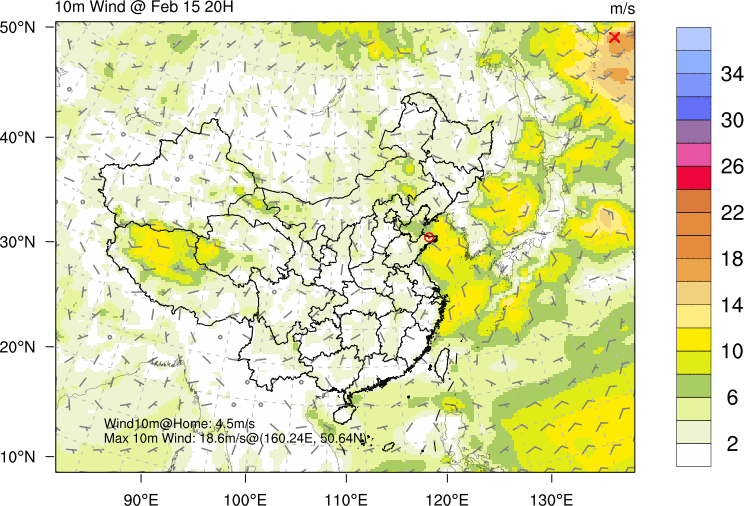 10m Wind @ Feb 15 20H
m/s
50°N
40°N
30°N
20°N
10°N
34
30
26
22
18
14
10
6
2
Wind10m@Home: 4.5m/s
Max 10m Wind: 18.6m/s@(160.24E, 50.64N)
90°E
100°E
110°E
120°E
130°E